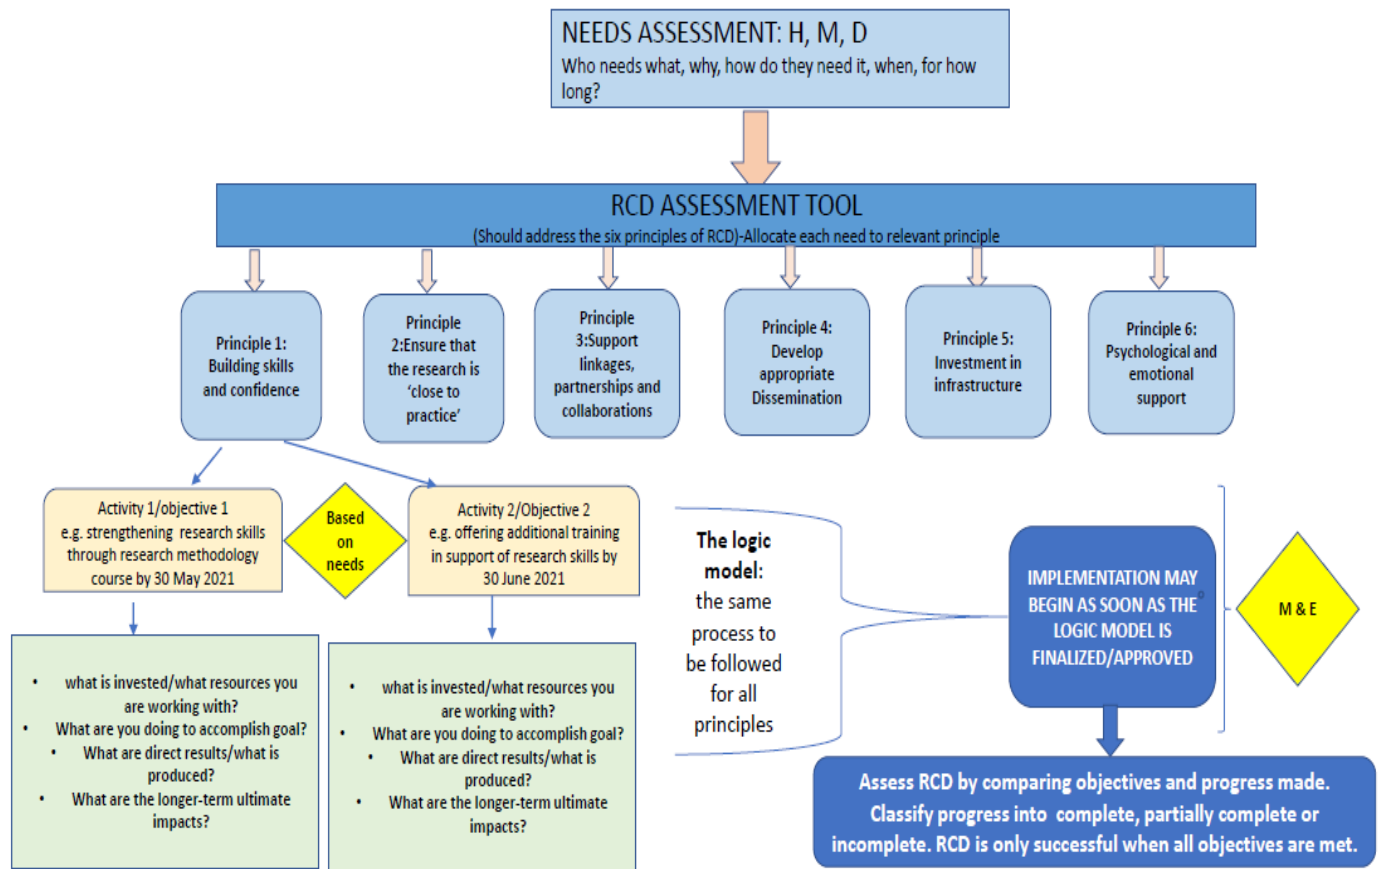 NEEDS ASSESSMENT: H, M, D
Who needs what, why, how do they need it, when, for how
long?
RCD ASSESSMENT TOOL
(Should address the six principles of RCD)-Allocate each need to relevant principle
Principle 1:
Building skills
and confidence
Principle
2:Ensure that
the research is
‘close to
practice’
Principle
3:Support
linkages,
partnerships and
collaborations
Principle 4:
Develop
appropriate
Dissemination
Principle 5:
Investment in
infrastructure
Principle 6:
Psychological and
emotional
support
Activity 1/objective 1
e.g. strengthening research skills
through research methodology
course by 30 May 2021
Based
on
needs
Activity 2/Objective 2
e.g. offering additional training
in support of research skills by
30 June 2021
• what is invested/what resources you
are working with?
• What are you doing to accomplish goal?
• What are direct results/what is
produced?
• What are the longer-term ultimate
impacts?
• what is invested/what resources you
are working with?
• What are you doing to accomplish goal?
• What are direct results/what is
produced?
• What are the longer-term ultimate
impacts?
The logic
model:
the same
process to
be followed
for all
principles
IMPLEMENTATION MAY
BEGIN AS SOON AS THE
LOGIC MODEL IS
FINALIZED/APPROVED
M & E
Assess RCD by comparing objectives and progress made.
Classify progress into complete, partially complete or
incomplete. RCD is only successful when all objectives are met.